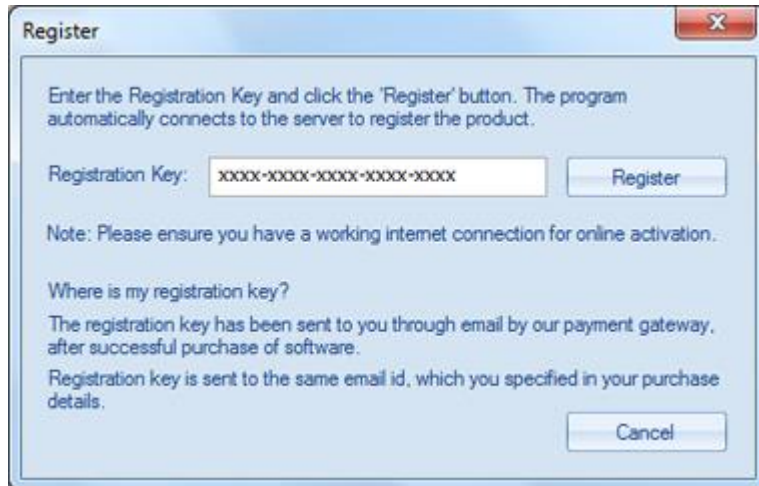 Register
Enter the Registration Key and click the 'Register' button. The program
automatically connects to the server to register the product.
Registration Key: xxxx-xxxx-xxxx-xxxx-xxxx Register
Note: Please ensure you have a working internet connection for online activation.
Where is my registration key?
The registration key has been sent to you through email by our payment gateway,
after successful purchase of software.
Registration key is sent to the same email id, which you specified in your purchase
details.
Cancel